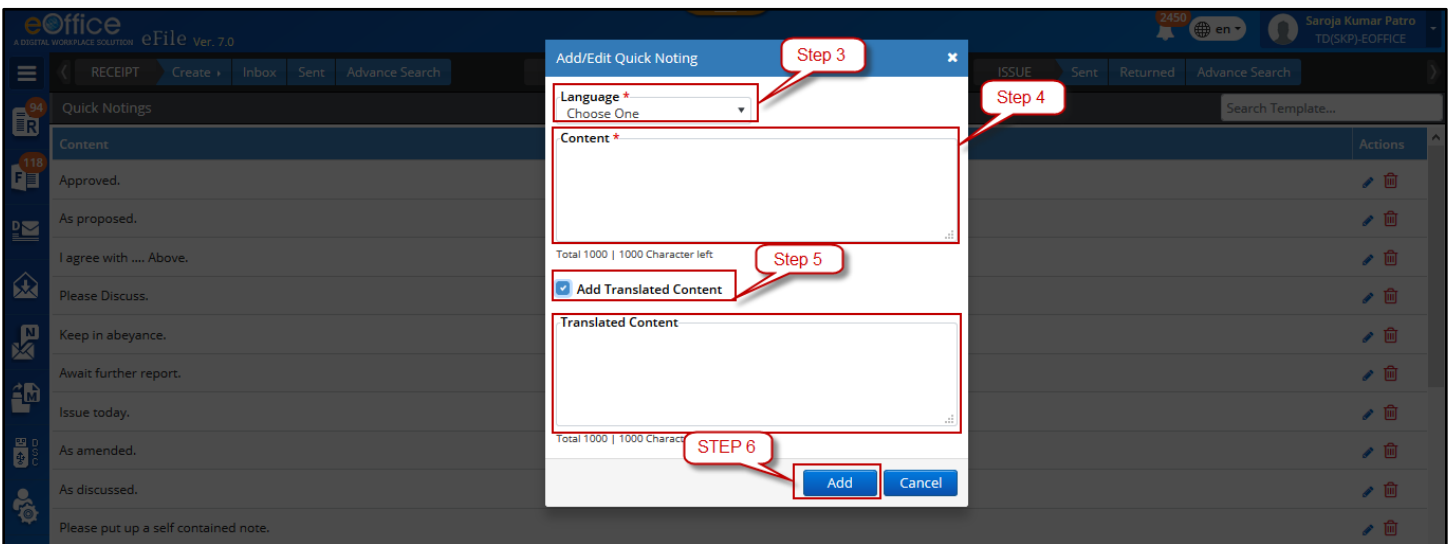 eOffice
A DIGITAL WORKPLACE SOLUTION eFile Ver. 7.0
2450
en
Saroja Kumar Patro
TD(SKP)-EOFFICE
RECEIPT Create Inbox Sent Advance Search
ISSUE Sent Returned Advance Search
94
R
Quick Notings
Search Template...
Content
Actions
118
F
Approved.
As proposed.
D
I agree with .... Above.
Please Discuss.
N
Keep in abeyance.
Await further report.
M
Issue today.
DSC
As amended.
As discussed.
Please put up a self contained note.
Add/Edit Quick Noting
×
Step 3
Language *
Choose One
Step 4
Content *
Total 1000 | 1000 Character left
Step 5
Add Translated Content
Translated Content
Total 1000 | 1000 Charact
STEP 6
Add
Cancel